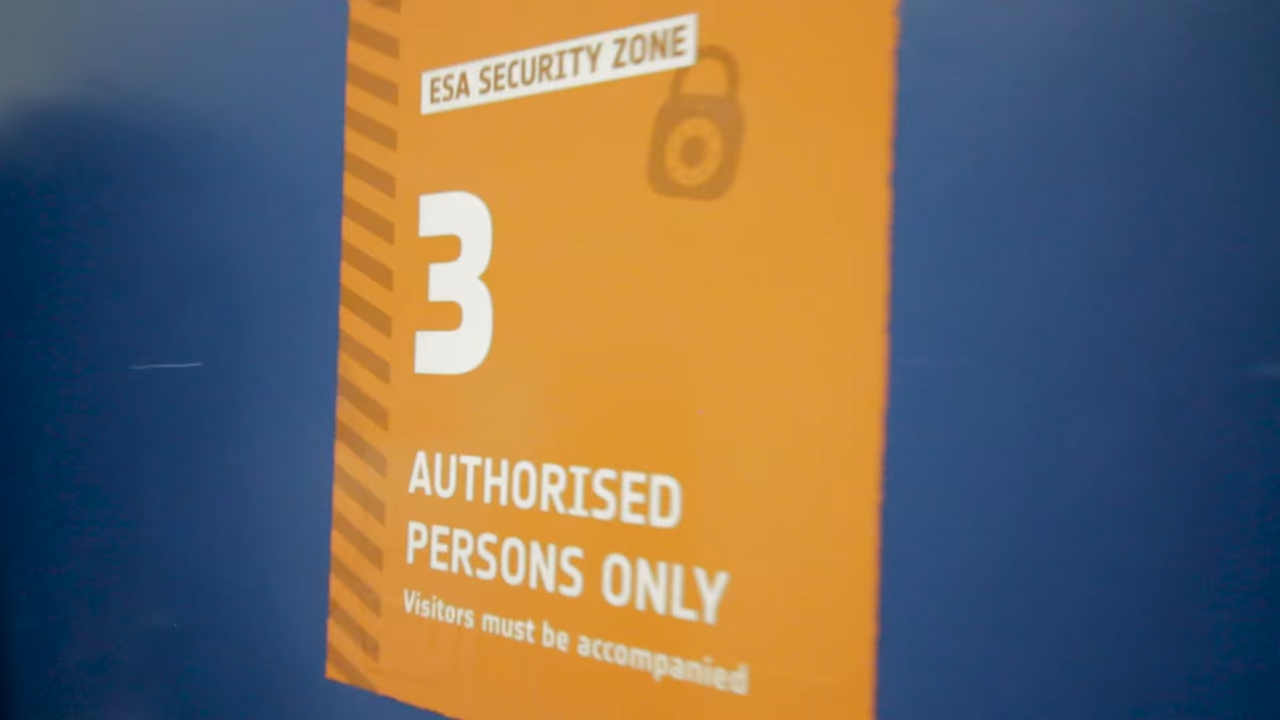 ESA SECURITY ZONE
3
AUTHORISED
PERSONS ONLY
Visitors must be accompanied